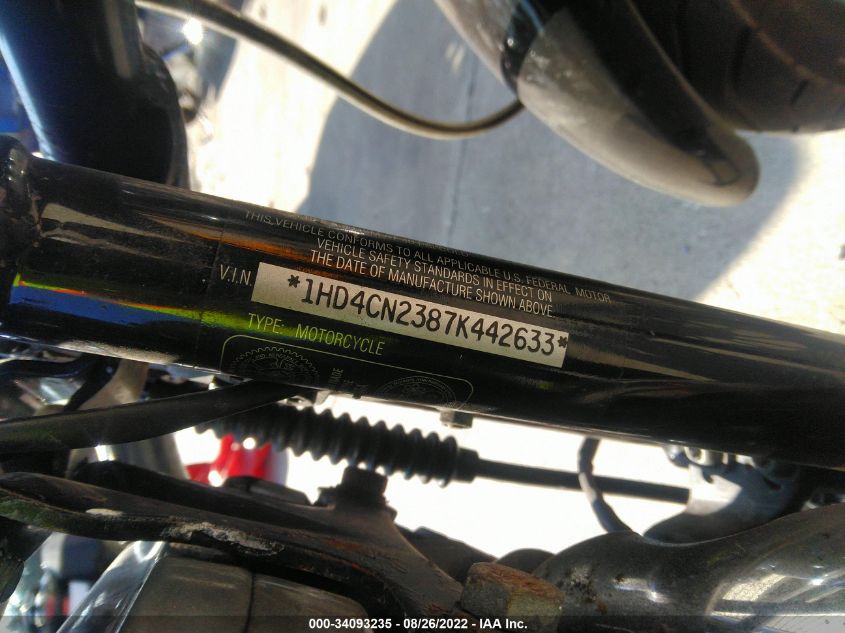 THIS VEHICLE CONFORMS TO ALL APPLICABLE U.S. FEDERAL MOTOR
VEHICLE SAFETY STANDARDS IN EFFECT ON
THE DATE OF MANUFACTURE SHOWN ABOVE
V.I.N. *1HD4CN2387K442633*
TYPE: MOTORCYCLE
000-34093235 - 08/26/2022 - IAA Inc.